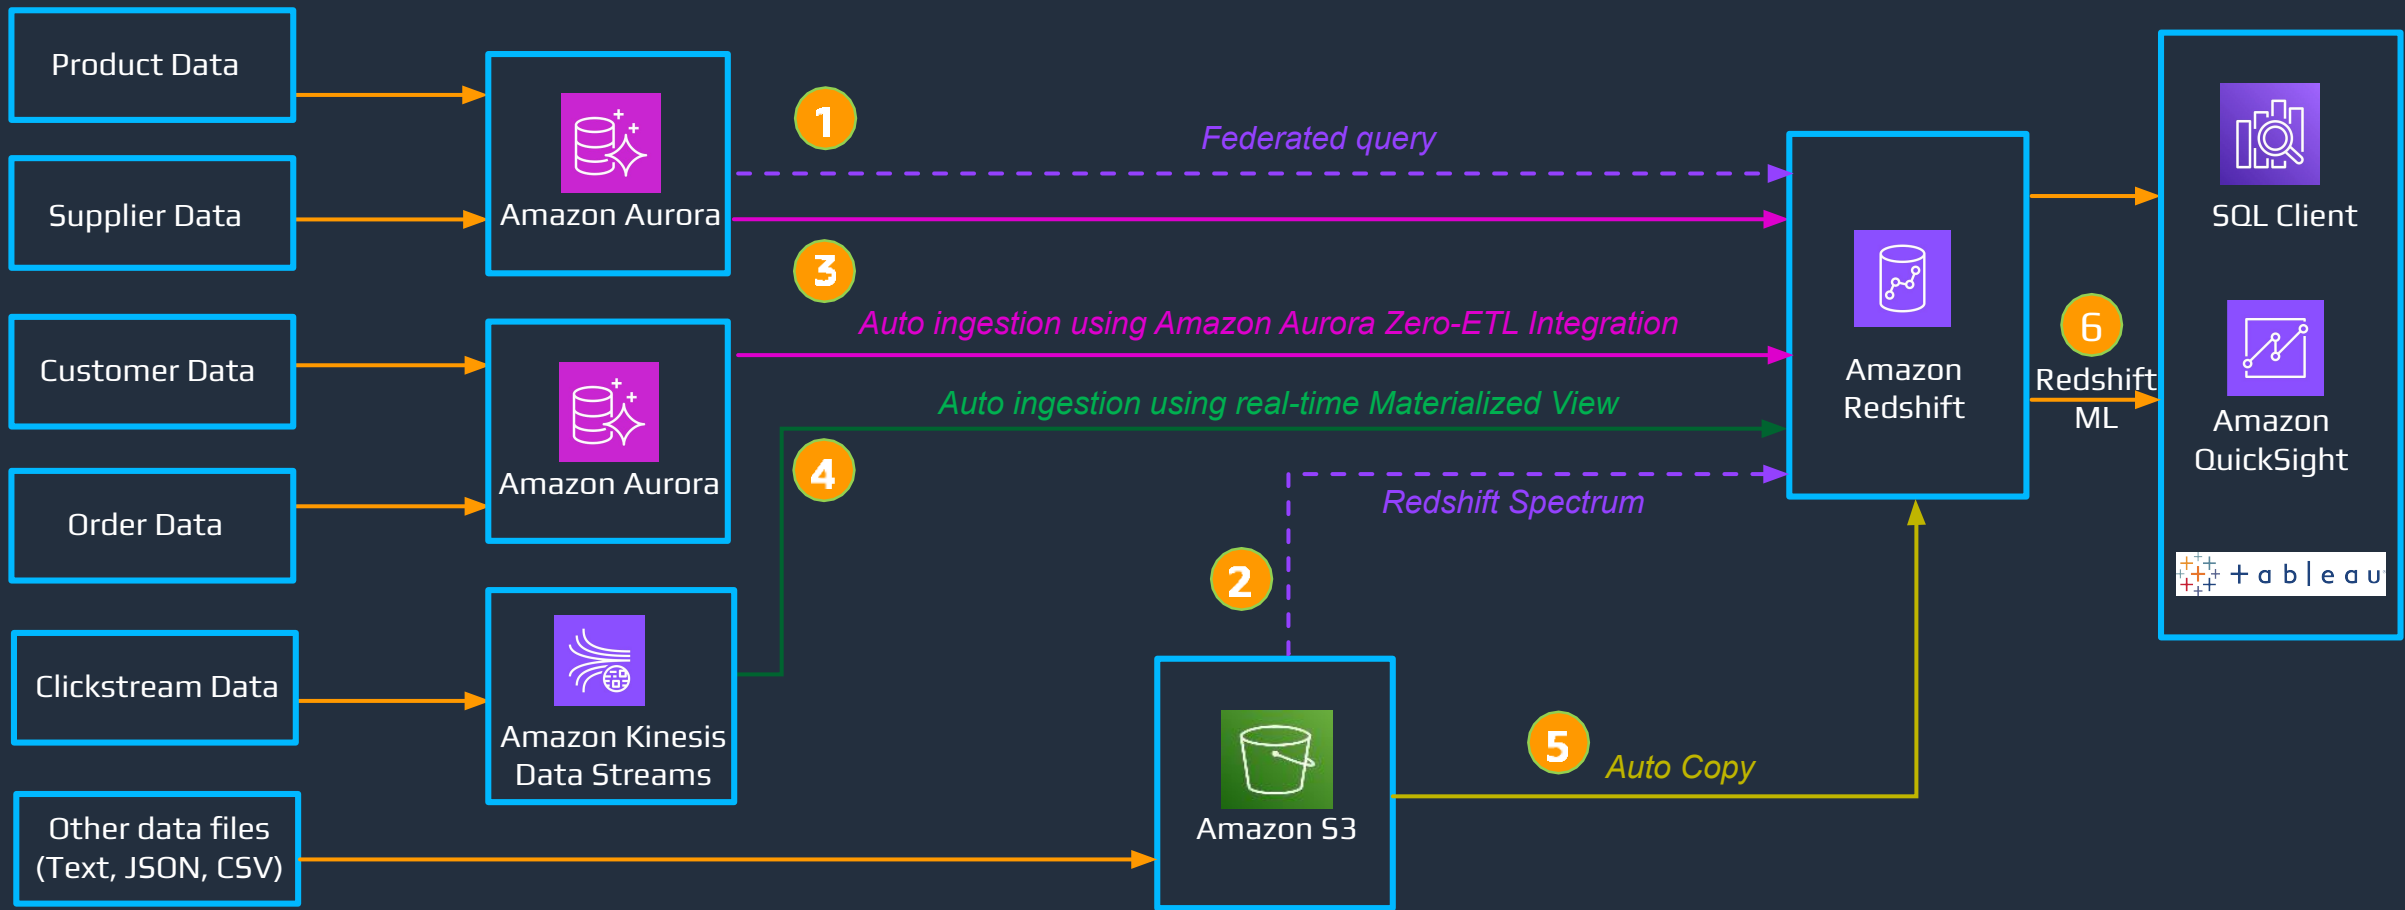 Product Data
Supplier Data
Customer Data
Order Data
Clickstream Data
Other data files
(Text, JSON, CSV)
Amazon Aurora
Amazon Aurora
Amazon Kinesis
Data Streams
1
Federated query
3
Auto ingestion using Amazon Aurora Zero-ETL Integration
Auto ingestion using real-time Materialized View
4
Redshift Spectrum
2
Amazon S3
5
Auto Copy
Amazon
Redshift
6
Redshift
ML
SQL Client
Amazon
QuickSight
tableau